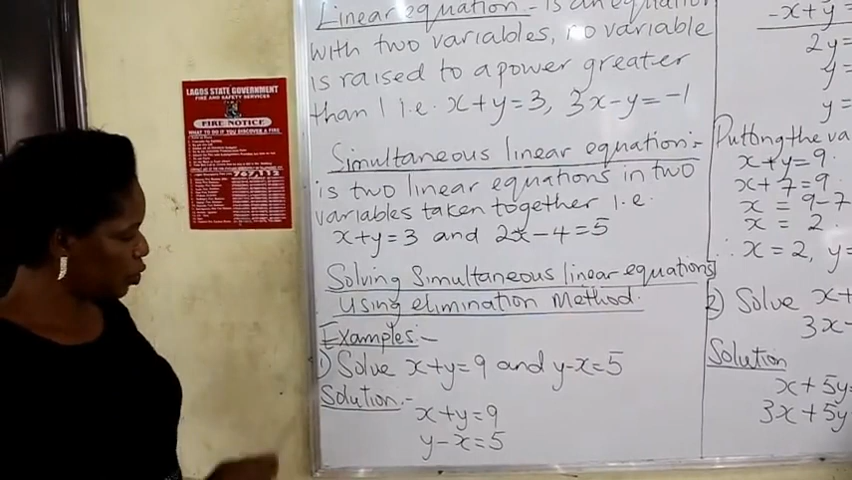 Linear equation:- is an equation
with two variables, no variable
is raised to a power greater
than 1 i.e. x+y=3, 3x-y=-1
Simultaneous linear equation:-
is two linear equations in two
variables taken together i.e.
x+y=3 and 2x-4=5
Solving Simultaneous linear equations
Using elimination Method.
Examples:-
1) Solve x+y=9 and y-x=5
Solution:-
x+y=9
y-x=5
-x+y=
2y=
y=
y=
Putting the va
x+y=9.
x+7=9.
x = 9-7
x = 2.
∴ x=2, y=
2) Solve x+
3x-
Solution
x+5y=
3x+5y
LAGOS STATE GOVERNMENT
FIRE AND SAFETY SERVICES
FIRE NOTICE
WHAT TO DO IF YOU DISCOVER A FIRE
767/112